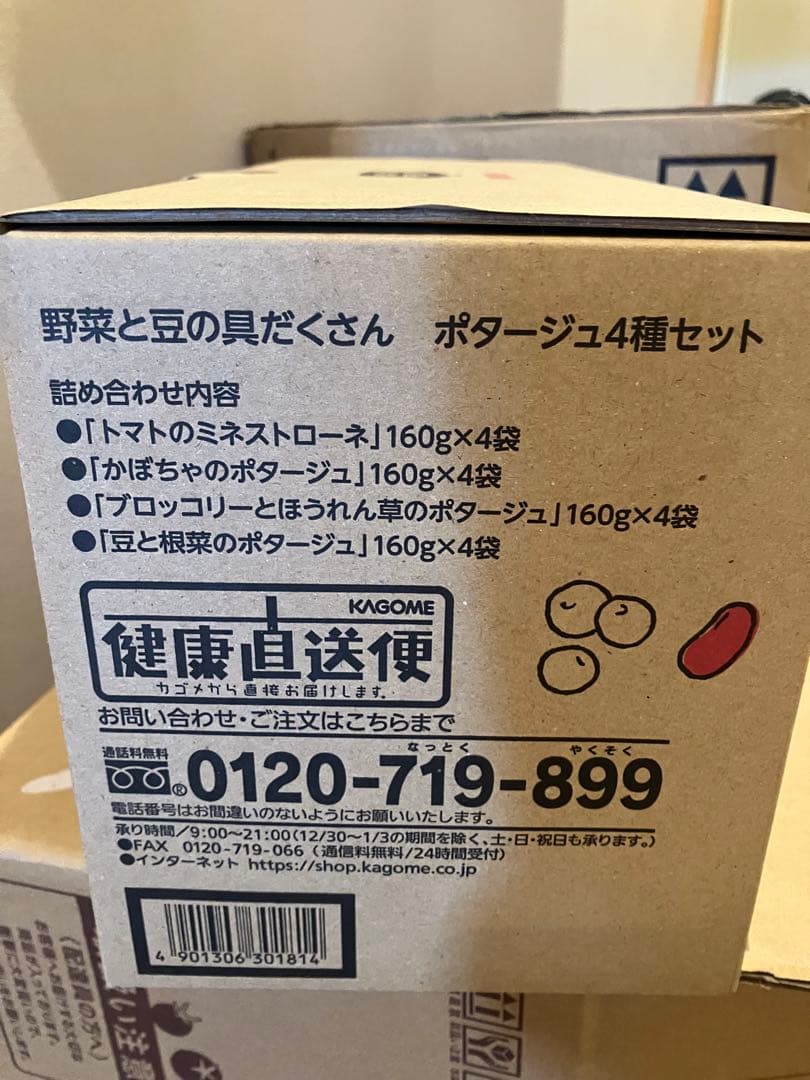 野菜と豆の具だくさん ポタージュ4種セット
詰め合わせ内容
●「トマトのミネストローネ」160g×4袋
●「かぼちゃのポタージュ」160g×4袋
●「ブロッコリーとほうれん草のポタージュ」160g×4袋
●「豆と根菜のポタージュ」160g×4袋
KAGOME
健康直送便
カゴメから直接お届けします。
お問い合わせ・ご注文はこちらまで
なっとく やくそく
通話料無料
®0120-719-899
電話番号はお間違いのないようにお願いいたします。
承り時間/9:00〜21:00(12/30〜1/3の期間を除く、土・日・祝日も承ります。)
●FAX 0120-719-066 (通信料無料/24時間受付)
●インターネット https://shop.kagome.co.jp
4 901306 301814
(配達員の方へ)